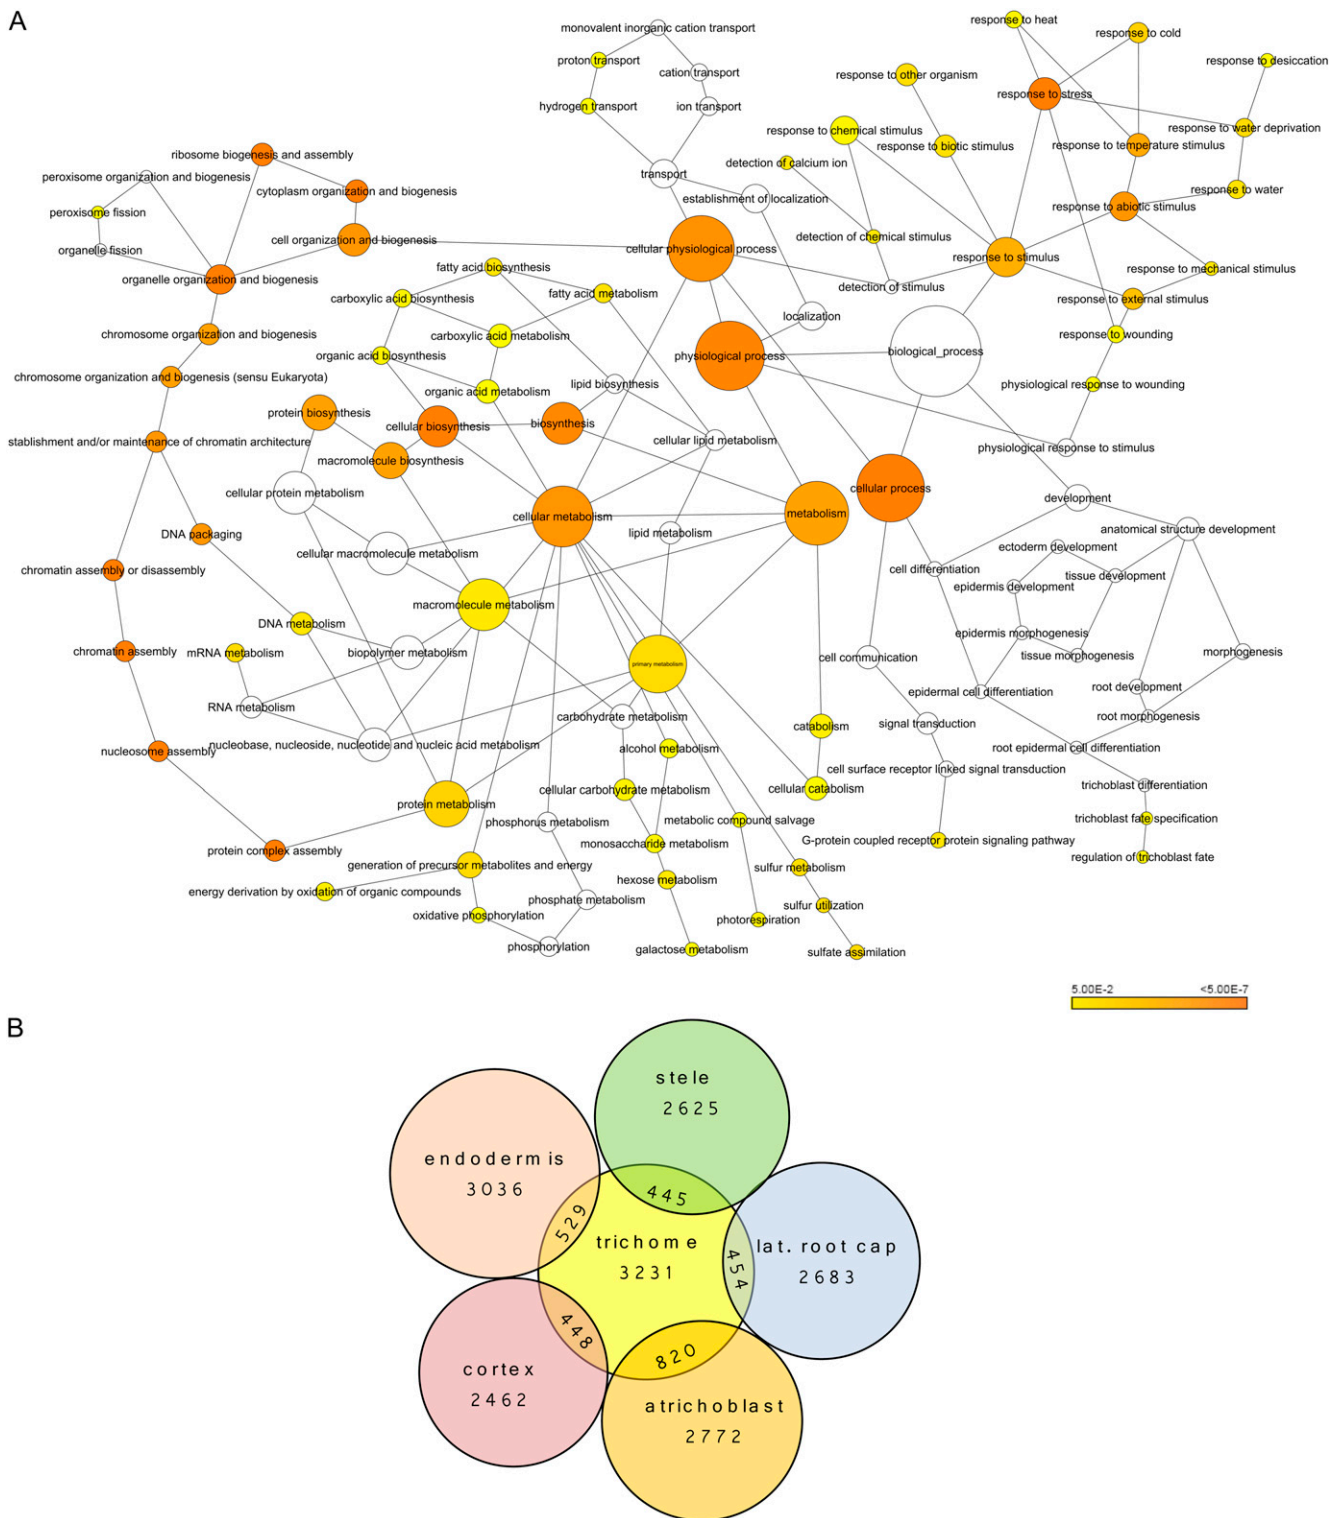 A
monovalent inorganic cation transport
proton transport
cation transport
hydrogen transport
ion transport
transport
establishment of localization
localization
response to heat
response to cold
response to other organism
response to desiccation
response to stress
response to chemical stimulus
response to water deprivation
response to biotic stimulus
response to temperature stimulus
detection of calcium ion
response to water
response to abiotic stimulus
detection of chemical stimulus
response to stimulus
response to mechanical stimulus
detection of stimulus
response to external stimulus
response to wounding
physiological response to wounding
physiological response to stimulus
ribosome biogenesis and assembly
peroxisome organization and biogenesis
cytoplasm organization and biogenesis
peroxisome fission
cell organization and biogenesis
organelle fission
organelle organization and biogenesis
cellular physiological process
fatty acid biosynthesis
carboxylic acid biosynthesis
fatty acid metabolism
chromosome organization and biogenesis
carboxylic acid metabolism
organic acid biosynthesis
physiological process
biological_process
chromosome organization and biogenesis (sensu Eukaryota)
organic acid metabolism
lipid biosynthesis
protein biosynthesis
cellular biosynthesis
biosynthesis
stablishment and/or maintenance of chromatin architecture
cellular lipid metabolism
macromolecule biosynthesis
cellular protein metabolism
cellular process
development
cellular metabolism
metabolism
DNA packaging
lipid metabolism
anatomical structure development
cellular macromolecule metabolism
ectoderm development
chromatin assembly or disassembly
cell differentiation
tissue development
epidermis development
macromolecule metabolism
DNA metabolism
epidermis morphogenesis
chromatin assembly
mRNA metabolism
biopolymer metabolism
primary metabolism
cell communication
tissue morphogenesis
morphogenesis
epidermal cell differentiation
root development
RNA metabolism
carbohydrate metabolism
catabolism
signal transduction
root morphogenesis
nucleosome assembly
nucleobase, nucleoside, nucleotide and nucleic acid metabolism
alcohol metabolism
root epidermal cell differentiation
cell surface receptor linked signal transduction
cellular carbohydrate metabolism
cellular catabolism
trichoblast differentiation
protein metabolism
phosphorus metabolism
metabolic compound salvage
trichoblast fate specification
G-protein coupled receptor protein signaling pathway
monosaccharide metabolism
protein complex assembly
regulation of trichoblast fate
generation of precursor metabolites and energy
sulfur metabolism
energy derivation by oxidation of organic compounds
hexose metabolism
phosphate metabolism
sulfur utilization
oxidative phosphorylation
photorespiration
phosphorylation
galactose metabolism
sulfate assimilation
5.00E-2 <5.00E-7
B
stele
2625
endodermis
3036
445
529
trichome
3231
454
lat. root cap
2683
448
820
cortex
2462
atrichoblast
2772